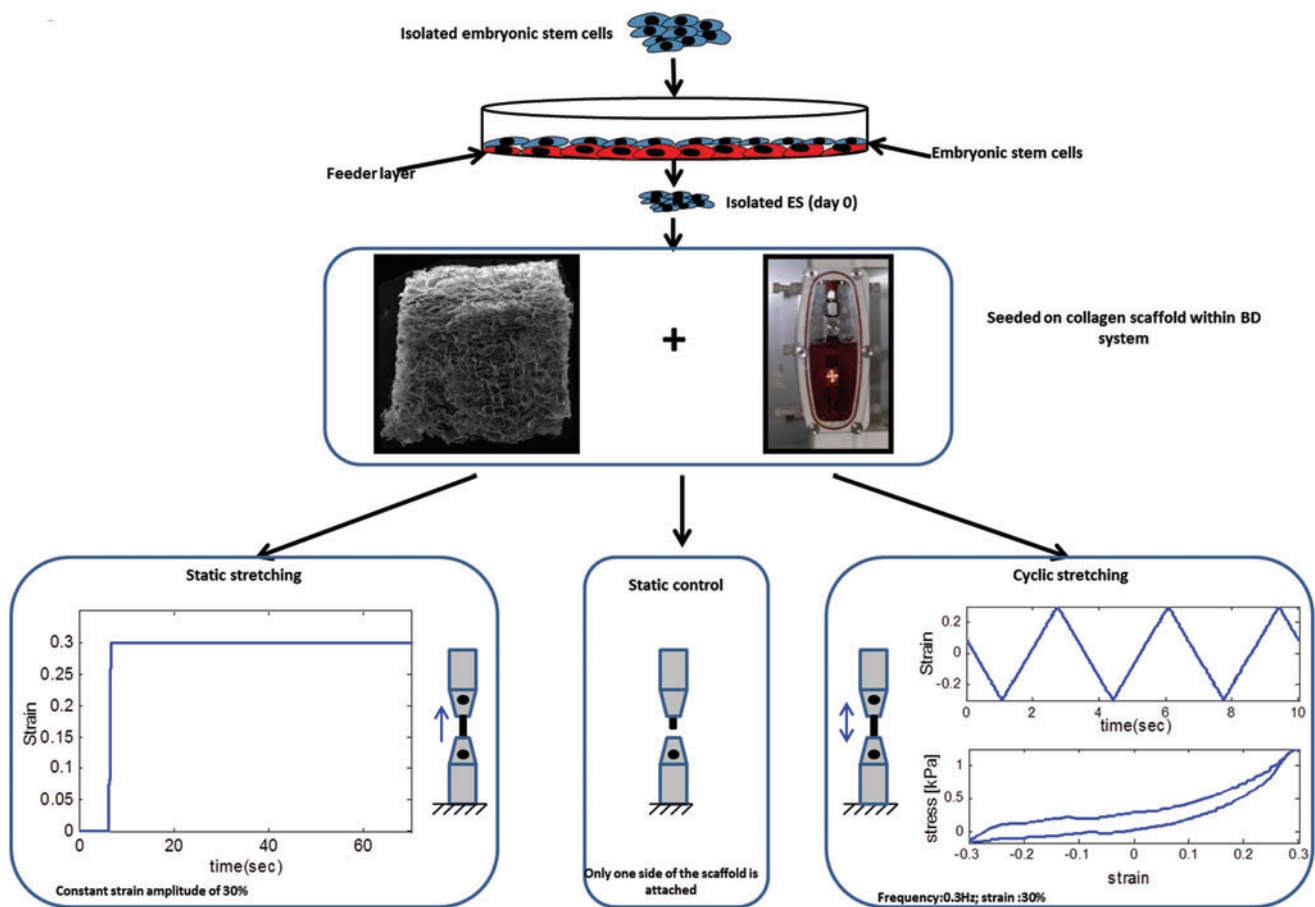 Isolated embryonic stem cells
Feeder layer
Embryonic stem cells
Isolated ES (day 0)
+
Seeded on collagen scaffold within BD
system
Static stretching
Strain
0.3
0.25
0.2
0.15
0.1
0.05
0
20
40
60
time(sec)
Constant strain amplitude of 30%
Static control
Only one side of the scaffold is
attached
Cyclic stretching
Strain
0.2
0
-0.2
0 2 4 6 8 10
time(sec)
stress [kPa]
1
0.5
0
-0.3 -0.2 -0.1 0 0.1 0.2 0.3
strain
Frequency:0.3Hz; strain :30%